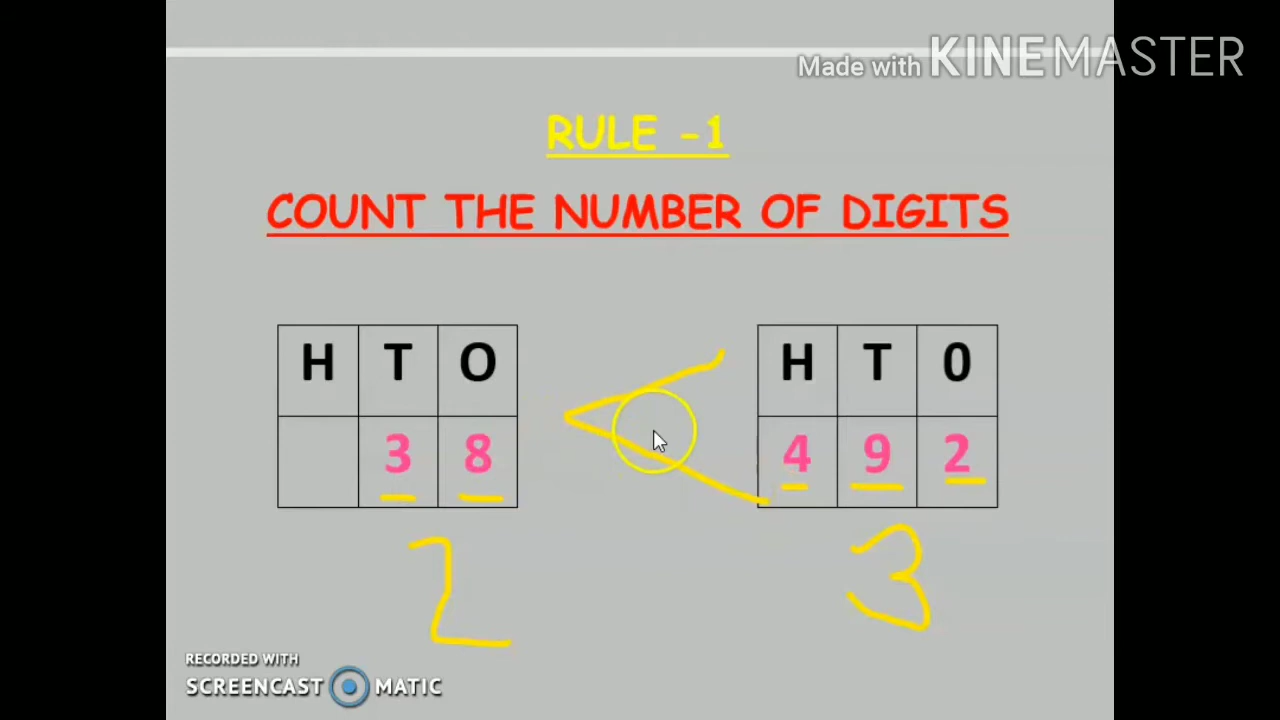 Made with KINEMASTER
RULE -1
COUNT THE NUMBER OF DIGITS
H T O < H T 0
3 8 4 9 2
2 3
RECORDED WITH
SCREENCAST MATIC